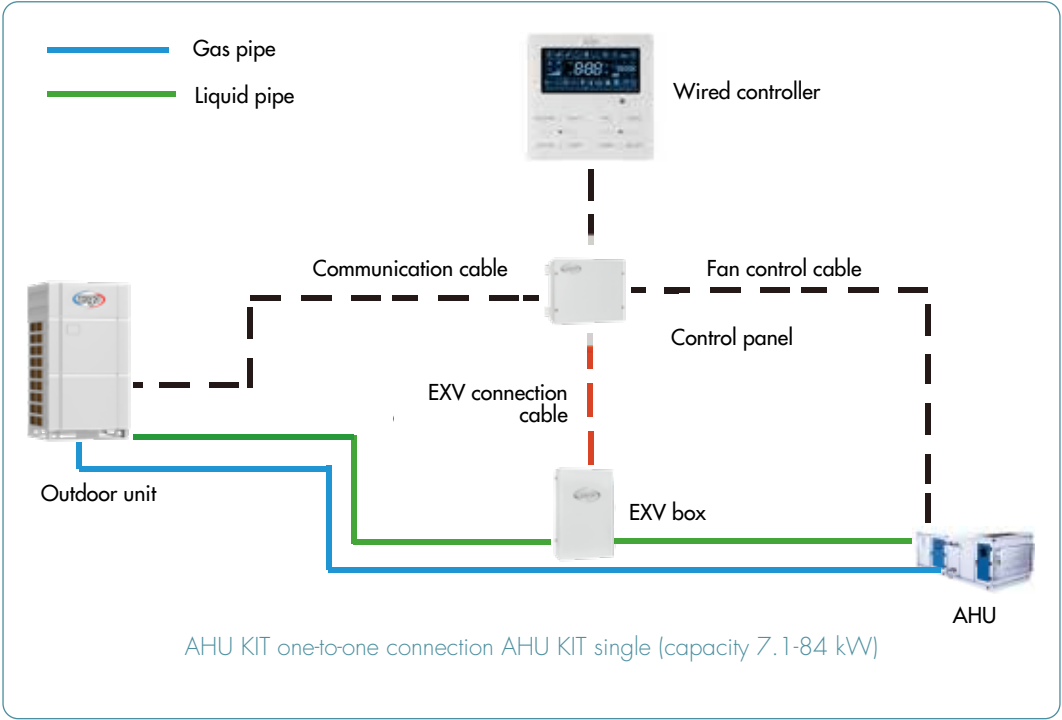 Gas pipe
Liquid pipe
Wired controller
Communication cable
Fan control cable
Control panel
EXV connection
cable
Outdoor unit
EXV box
AHU
AHU KIT one-to-one connection AHU KIT single (capacity 7.1-84 kW)